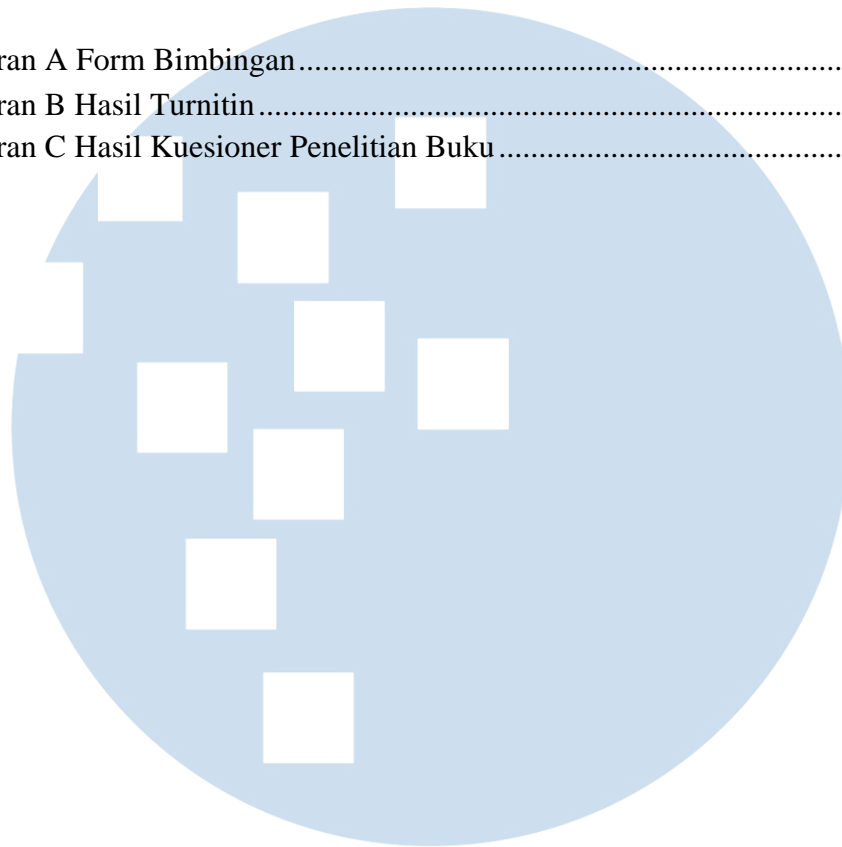 ran A Form Bimbingan....................................................................
ran B Hasil Turnitin.........................................................................
ran C Hasil Kuesioner Penelitian Buku...........................................